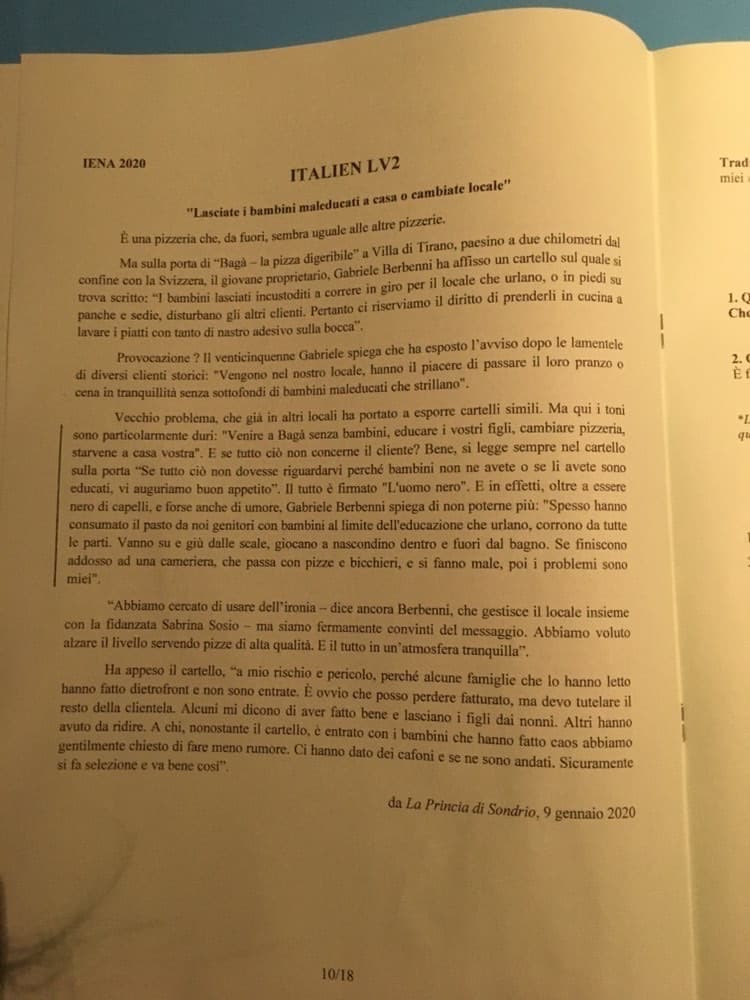 IENA 2020
ITALIEN LV2
"Lasciate i bambini maleducati a casa o cambiate locale"
È una pizzeria che, da fuori, sembra uguale alle altre pizzerie.
Ma sulla porta di “Bagà – la pizza digeribile” a Villa di Tirano, paesino a due chilometri dal
confine con la Svizzera, il giovane proprietario, Gabriele Berbenni ha affisso un cartello sul quale si
trova scritto: “I bambini lasciati incustoditi a correre in giro per il locale che urlano, o in piedi su
panche e sedie, disturbano gli altri clienti. Pertanto ci riserviamo il diritto di prenderli in cucina a
lavare i piatti con tanto di nastro adesivo sulla bocca”.
Provocazione ? Il venticinquenne Gabriele spiega che ha esposto l’avviso dopo le lamentele
di diversi clienti storici: "Vengono nel nostro locale, hanno il piacere di passare il loro pranzo o
cena in tranquillità senza sottofondi di bambini maleducati che strillano".
Vecchio problema, che già in altri locali ha portato a esporre cartelli simili. Ma qui i toni
sono particolarmente duri: "Venire a Bagà senza bambini, educare i vostri figli, cambiare pizzeria,
starvene a casa vostra". E se tutto ciò non concerne il cliente? Bene, si legge sempre nel cartello
sulla porta “Se tutto ciò non dovesse riguardarvi perché bambini non ne avete o se li avete sono
educati, vi auguriamo buon appetito”. Il tutto è firmato "L'uomo nero". E in effetti, oltre a essere
nero di capelli, e forse anche di umore, Gabriele Berbenni spiega di non poterne più: "Spesso hanno
consumato il pasto da noi genitori con bambini al limite dell'educazione che urlano, corrono da tutte
le parti. Vanno su e giù dalle scale, giocano a nascondino dentro e fuori dal bagno. Se finiscono
addosso ad una cameriera, che passa con pizze e bicchieri, e si fanno male, poi i problemi sono
miei".
“Abbiamo cercato di usare dell’ironia – dice ancora Berbenni, che gestisce il locale insieme
con la fidanzata Sabrina Sosio – ma siamo fermamente convinti del messaggio. Abbiamo voluto
alzare il livello servendo pizze di alta qualità. E il tutto in un’atmosfera tranquilla”.
Ha appeso il cartello, “a mio rischio e pericolo, perché alcune famiglie che lo hanno letto
hanno fatto dietrofront e non sono entrate. È ovvio che posso perdere fatturato, ma devo tutelare il
resto della clientela. Alcuni mi dicono di aver fatto bene e lasciano i figli dai nonni. Altri hanno
avuto da ridire. A chi, nonostante il cartello, è entrato con i bambini che hanno fatto caos abbiamo
gentilmente chiesto di fare meno rumore. Ci hanno dato dei cafoni e se ne sono andati. Sicuramente
si fa selezione e va bene così”.
da La Princia di Sondrio, 9 gennaio 2020
10/18
Trad
miei
1. Q
Che
2.
È f
*L
qu